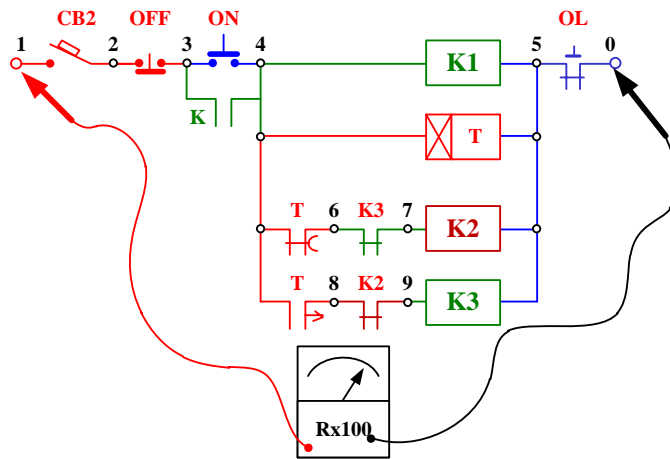 CB2 OFF ON OL
1 2 3 4 5 0
K1
K
T
T 6 K3 7 K2
T 8 K2 9 K3
Rx100